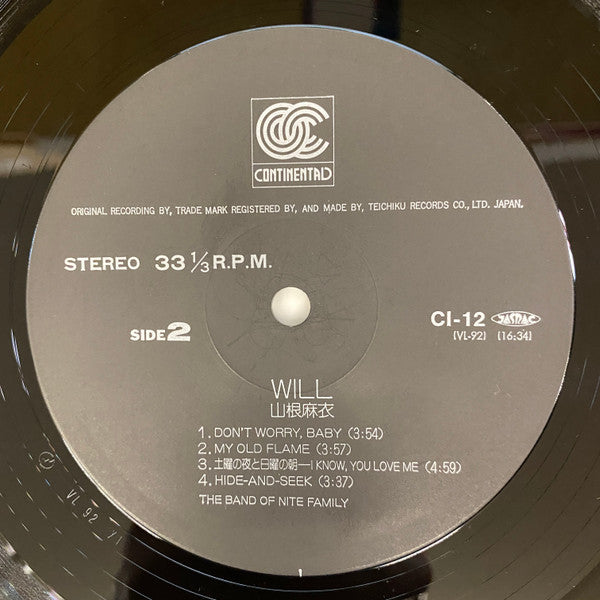 CONTINENTAL
ORIGINAL RECORDING BY, TRADE MARK REGISTERED BY, AND MADE BY, TEICHIKU RECORDS CO., LTD. JAPAN.
STEREO 33 1/3 R.P.M.
SIDE 2
CI-12 JASRAC
(VL-92) (16:34)
WILL
山根麻衣
1. DON'T WORRY, BABY (3:54)
2. MY OLD FLAME (3:57)
3. 土曜の夜と日曜の朝—I KNOW, YOU LOVE ME (4:59)
4. HIDE-AND-SEEK (3:37)
THE BAND OF NITE FAMILY
VL 92